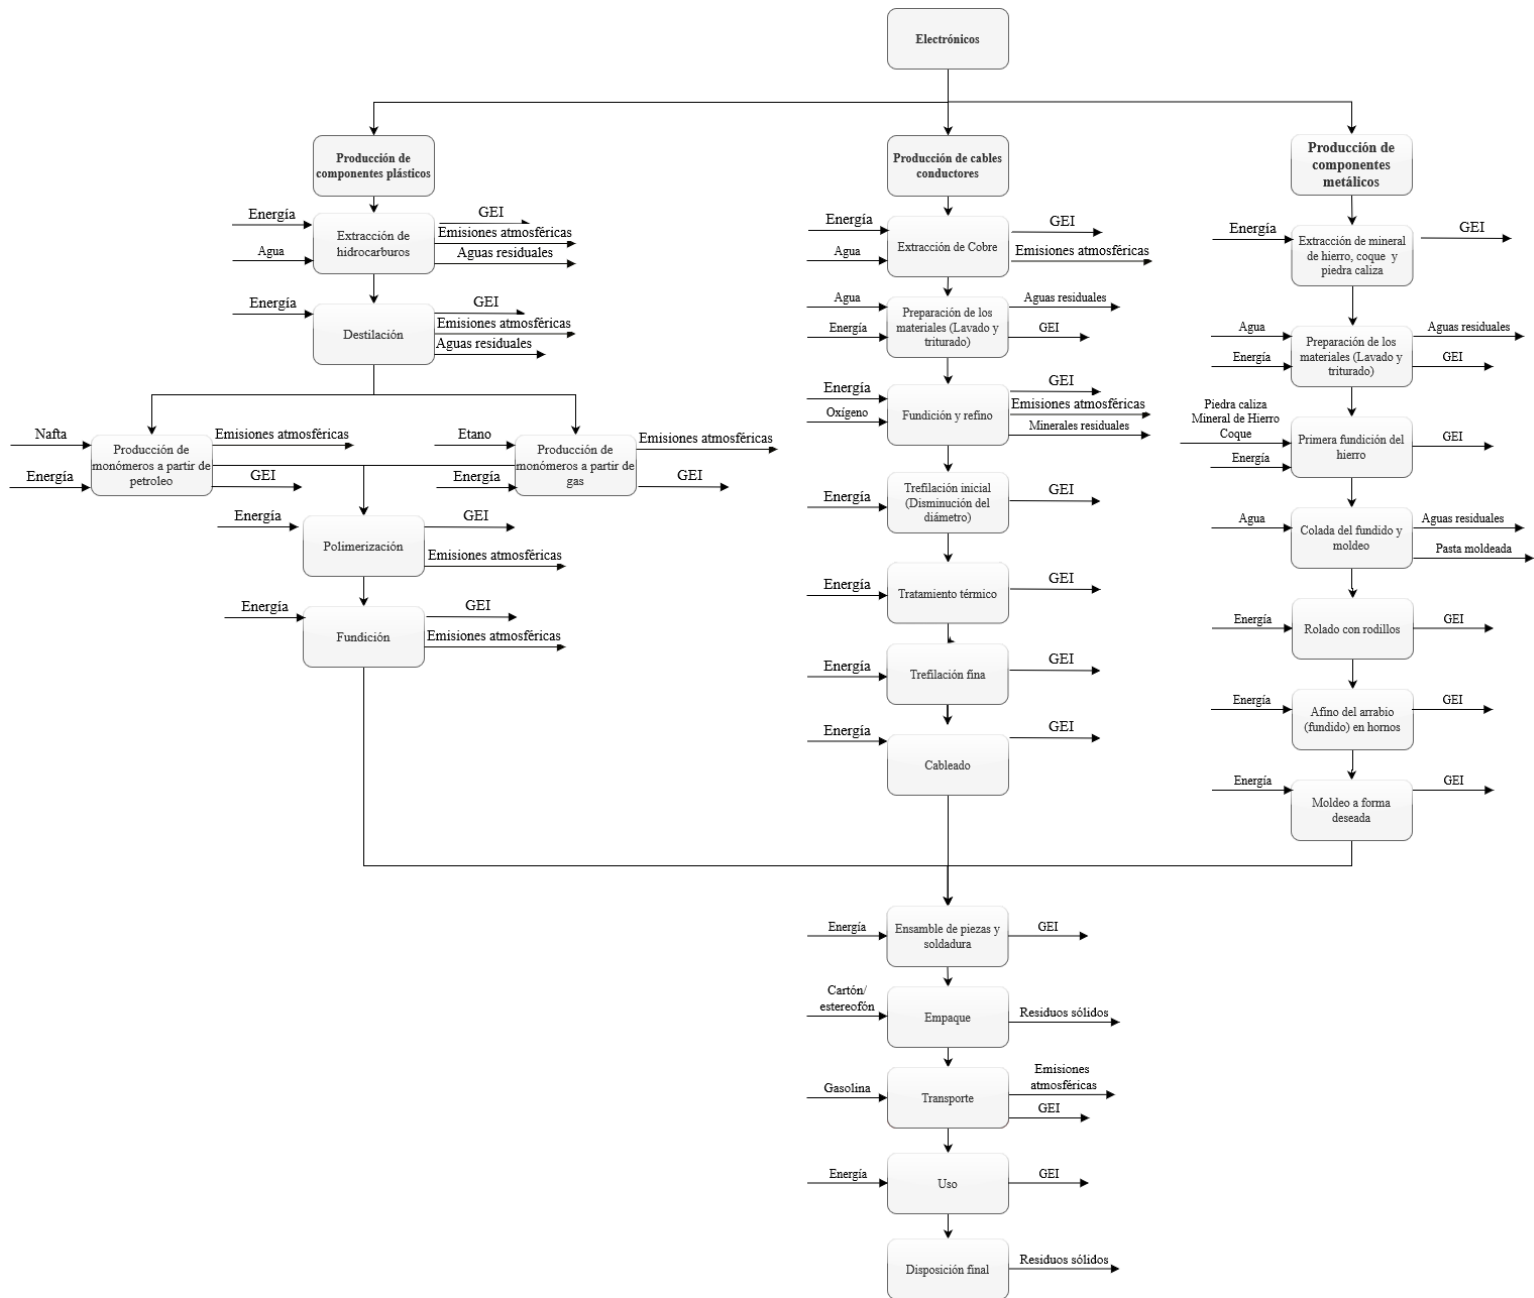 Electrónicos
Producción de
componentes plásticos
Energía
Agua
Extracción de
hidrocarburos
GEI
Emisiones atmosféricas
Aguas residuales
Energía
Destilación
GEI
Emisiones atmosféricas
Aguas residuales
Nafta
Energía
Producción de
monómeros a partir de
petroleo
Emisiones atmosféricas
GEI
Etano
Energía
Producción de
monómeros a partir de
gas
Emisiones atmosféricas
GEI
Energía
Polimerización
GEI
Emisiones atmosféricas
Energía
Fundición
GEI
Emisiones atmosféricas
Producción de cables
conductores
Energía
Agua
Extracción de Cobre
GEI
Emisiones atmosféricas
Agua
Energía
Preparación de los
materiales (Lavado y
triturado)
Aguas residuales
GEI
Energía
Oxígeno
Fundición y refino
GEI
Emisiones atmosféricas
Minerales residuales
Energía
Trefilación inicial
(Disminución del
diámetro)
GEI
Energía
Tratamiento térmico
GEI
Energía
Trefilación fina
GEI
Energía
Cableado
GEI
Producción de
componentes
metálicos
Energía
Extracción de mineral
de hierro, coque y
piedra caliza
GEI
Agua
Energía
Preparación de los
materiales (Lavado y
triturado)
Aguas residuales
GEI
Piedra caliza
Mineral de Hierro
Coque
Energía
Primera fundición del
hierro
GEI
Agua
Colada del fundido y
moldeo
Aguas residuales
Pasta moldeada
Energía
Rolado con rodillos
GEI
Energía
Afino del arrabio
(fundido) en hornos
GEI
Energía
Moldeo a forma
deseada
GEI
Energía
Ensamble de piezas y
soldadura
GEI
Cartón/
estereofón
Empaque
Residuos sólidos
Gasolina
Transporte
Emisiones
atmosféricas
GEI
Energía
Uso
GEI
Disposición final
Residuos sólidos